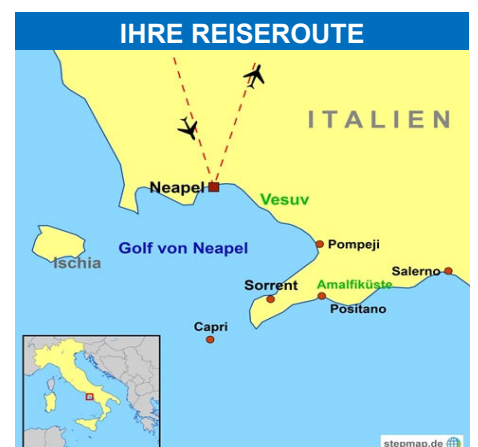 IHRE REISEROUTE
ITALIEN
Neapel
Vesuv
Golf von Neapel
Pompeji
Ischia
Salerno
Sorrent
Amalfiküste
Positano
Capri
stepmap.de